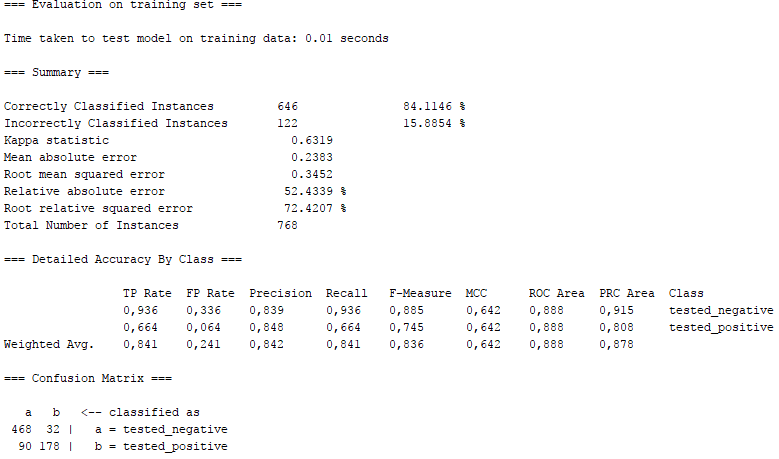 === Evaluation on training set ===
Time taken to test model on training data: 0.01 seconds
=== Summary ===
Correctly Classified Instances 646 84.1146 %
Incorrectly Classified Instances 122 15.8854 %
Kappa statistic 0.6319
Mean absolute error 0.2383
Root mean squared error 0.3452
Relative absolute error 52.4339 %
Root relative squared error 72.4207 %
Total Number of Instances 768
=== Detailed Accuracy By Class ===
TP Rate FP Rate Precision Recall F-Measure MCC ROC Area PRC Area Class
0,936 0,336 0,839 0,936 0,885 0,642 0,888 0,915 tested_negative
0,664 0,064 0,848 0,664 0,745 0,642 0,888 0,808 tested_positive
Weighted Avg. 0,841 0,241 0,842 0,841 0,836 0,642 0,888 0,878
=== Confusion Matrix ===
a b <-- classified as
468 32 | a = tested_negative
90 178 | b = tested_positive